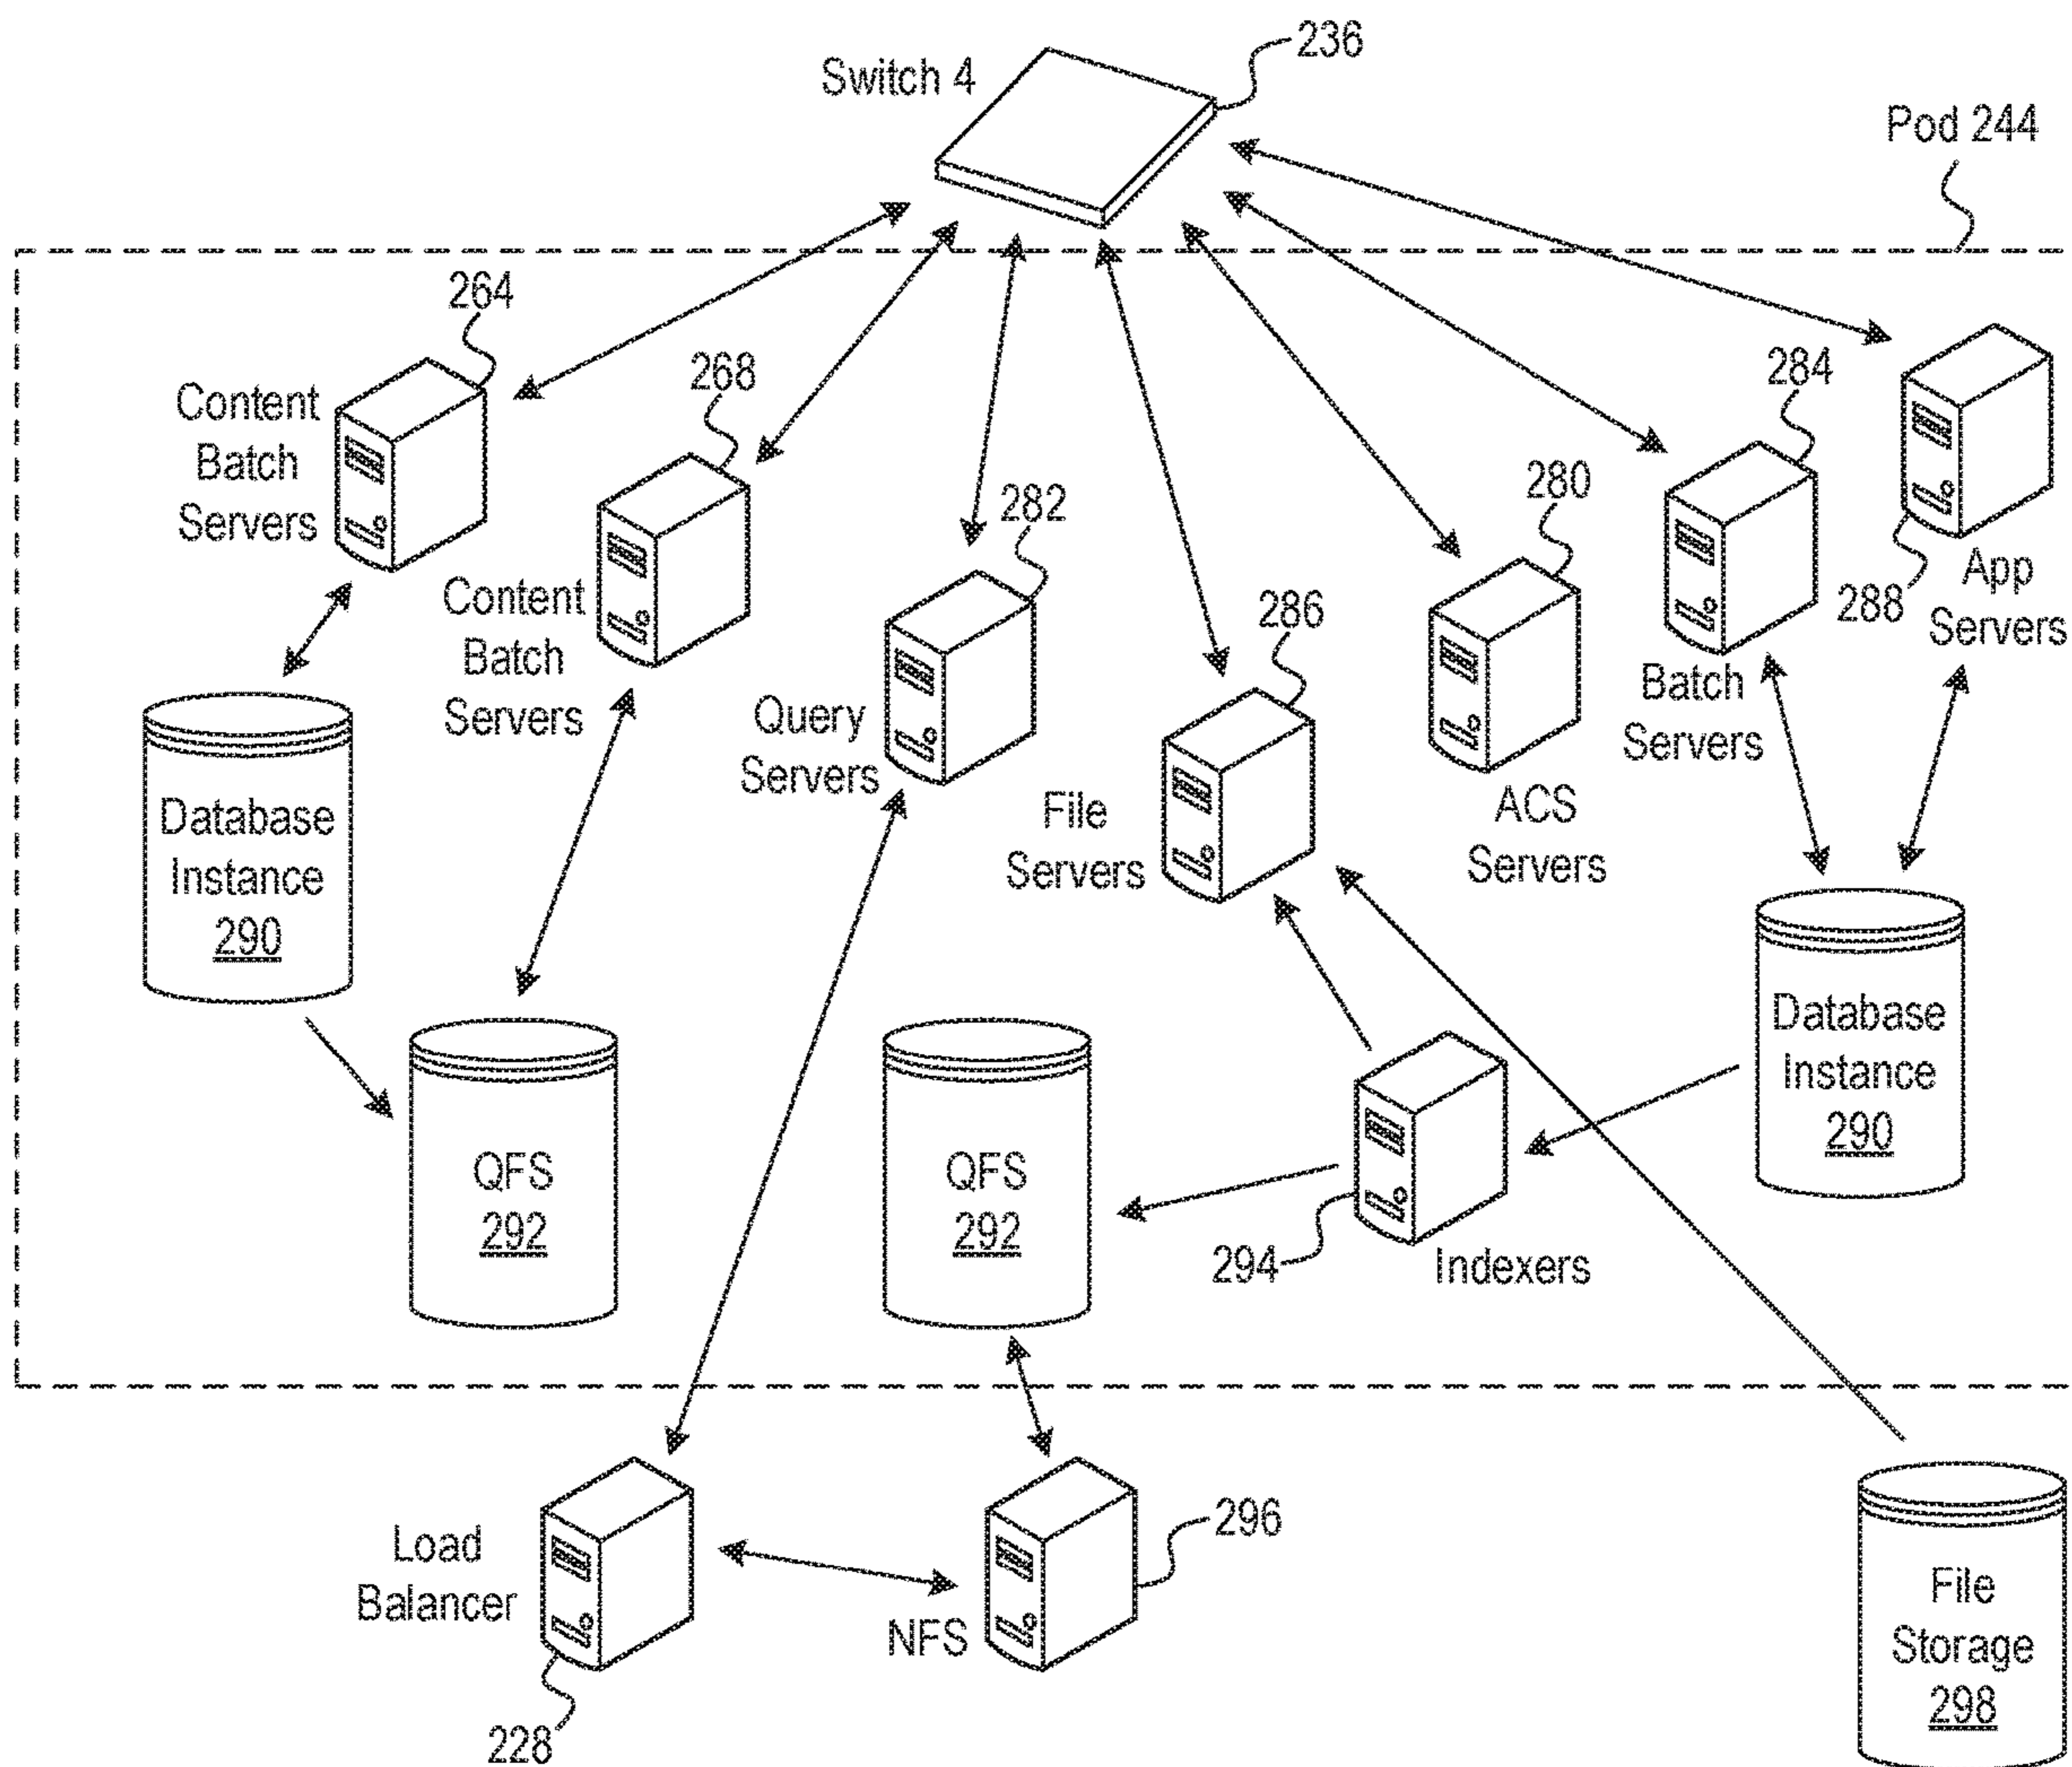 236
Switch 4
Pod 244
264
268
284
Content
Batch
Servers
282
280
App
Servers
288
Content
Batch
Servers
286
Batch
Servers
Query
Servers
File
Servers
ACS
Servers
Database
Instance
290
Database
Instance
290
QFS
292
QFS
292
294
Indexers
Load
Balancer
296
NFS
228
File
Storage
298